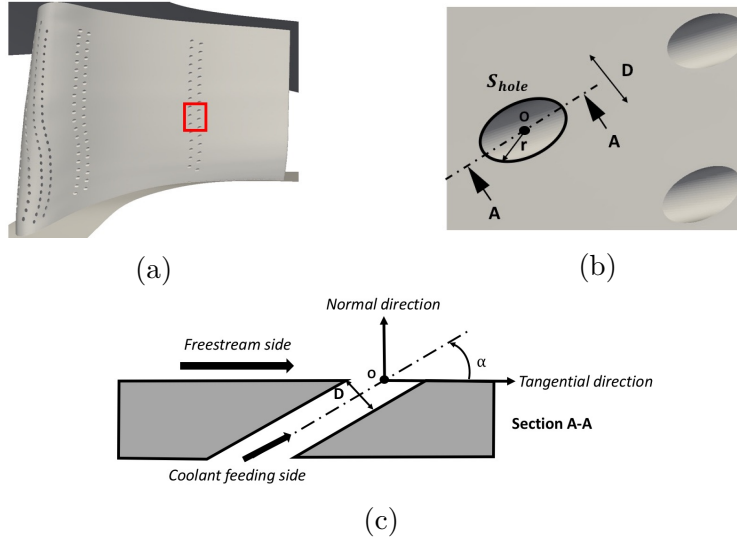 S_hole
D
O
r
A
A
(a)
(b)
Normal direction
Freestream side
α
O
Tangential direction
D
Section A-A
Coolant feeding side
(c)